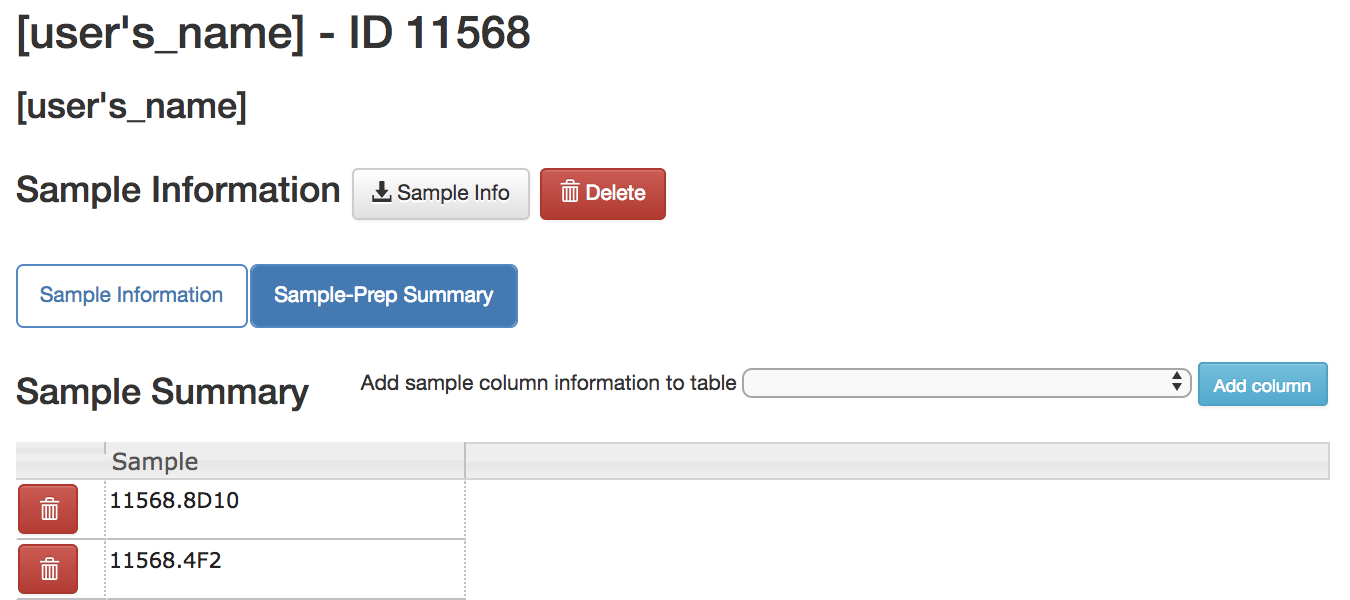 [user's_name] - ID 11568
[user's_name]
Sample Information Sample Info Delete
Sample Information Sample-Prep Summary
Sample Summary Add sample column information to table Add column
Sample
11568.8D10
11568.4F2